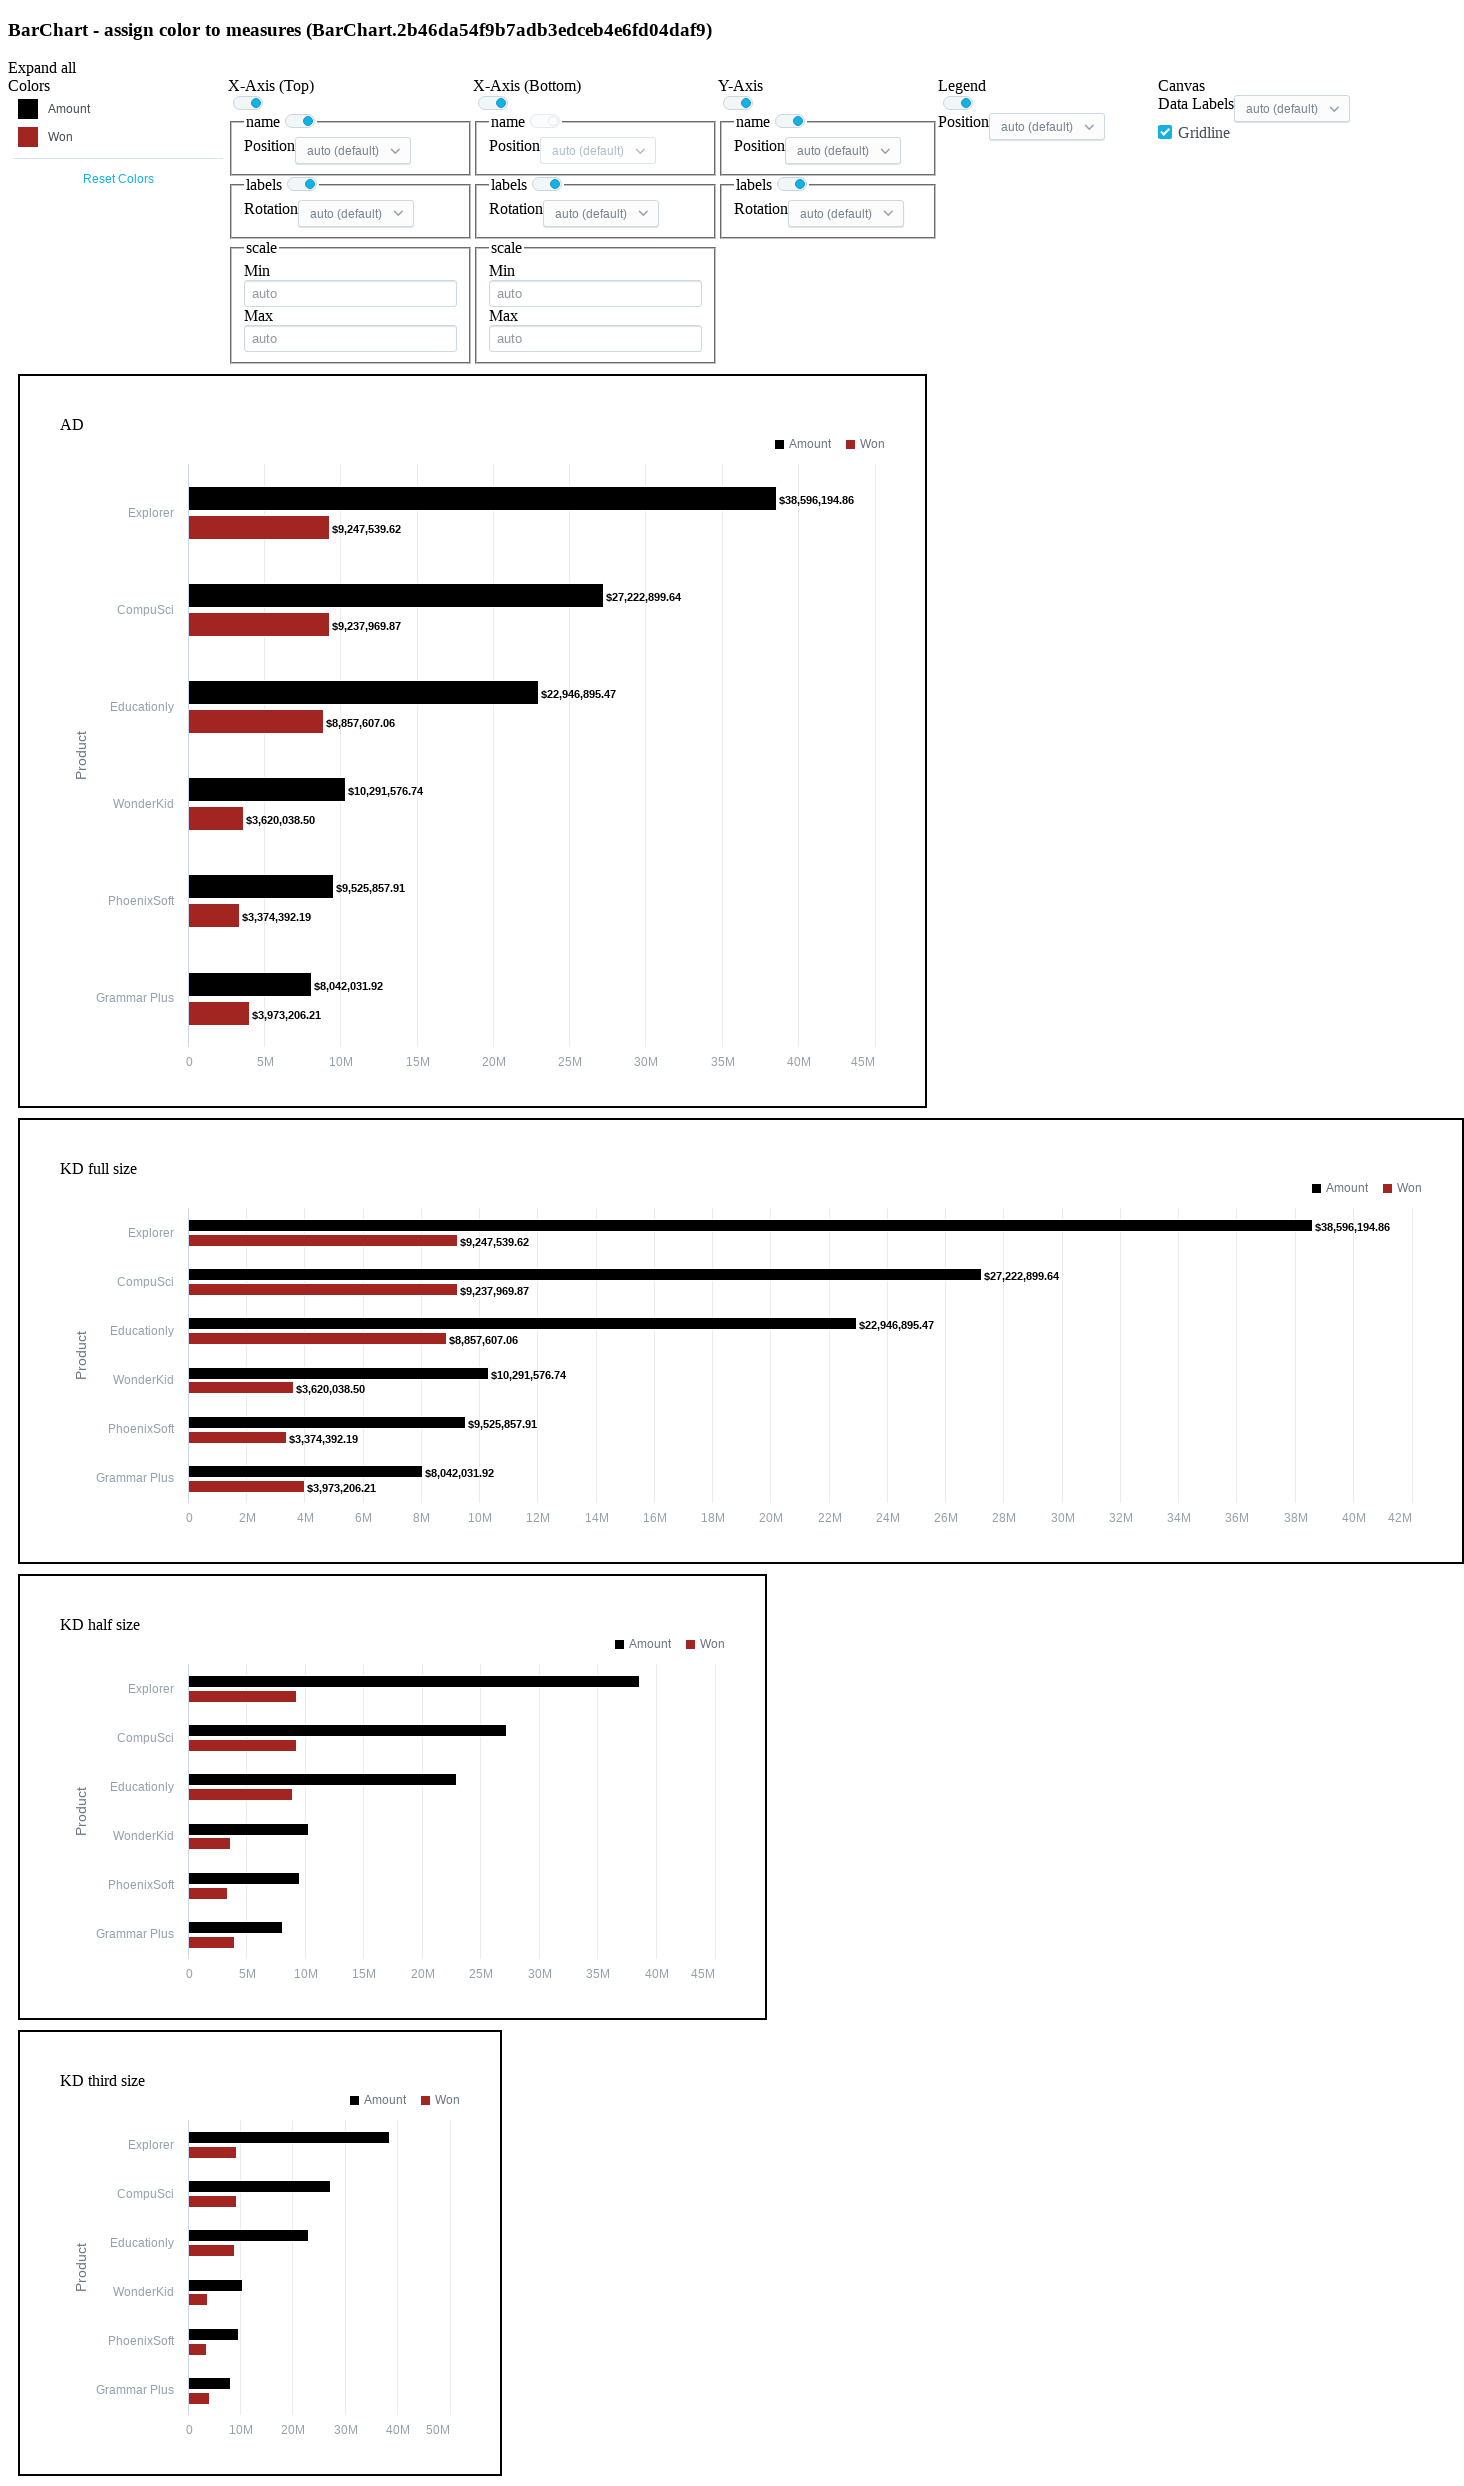 BarChart - assign color to measures (BarChart.2b46da54f9b7adb3edceb4e6fd04daf9)
Expand all
Colors
Amount
Won
Reset Colors
X-Axis (Top)
name
Position auto (default)
labels
Rotation auto (default)
scale
Min
auto
Max
auto
X-Axis (Bottom)
name
Position auto (default)
labels
Rotation auto (default)
scale
Min
auto
Max
auto
Y-Axis
name
Position auto (default)
labels
Rotation auto (default)
Legend
Position auto (default)
Canvas
Data Labels auto (default)
Gridline
AD
Amount Won
Product
Explorer
$38,596,194.86
$9,247,539.62
CompuSci
$27,222,899.64
$9,237,969.87
Educationly
$22,946,895.47
$8,857,607.06
WonderKid
$10,291,576.74
$3,620,038.50
PhoenixSoft
$9,525,857.91
$3,374,392.19
Grammar Plus
$8,042,031.92
$3,973,206.21
0 5M 10M 15M 20M 25M 30M 35M 40M 45M
KD full size
Amount Won
Product
Explorer
$38,596,194.86
$9,247,539.62
CompuSci
$27,222,899.64
$9,237,969.87
Educationly
$22,946,895.47
$8,857,607.06
WonderKid
$10,291,576.74
$3,620,038.50
PhoenixSoft
$9,525,857.91
$3,374,392.19
Grammar Plus
$8,042,031.92
$3,973,206.21
0 2M 4M 6M 8M 10M 12M 14M 16M 18M 20M 22M 24M 26M 28M 30M 32M 34M 36M 38M 40M 42M
KD half size
Amount Won
Product
Explorer
CompuSci
Educationly
WonderKid
PhoenixSoft
Grammar Plus
0 5M 10M 15M 20M 25M 30M 35M 40M 45M
KD third size
Amount Won
Product
Explorer
CompuSci
Educationly
WonderKid
PhoenixSoft
Grammar Plus
0 10M 20M 30M 40M 50M